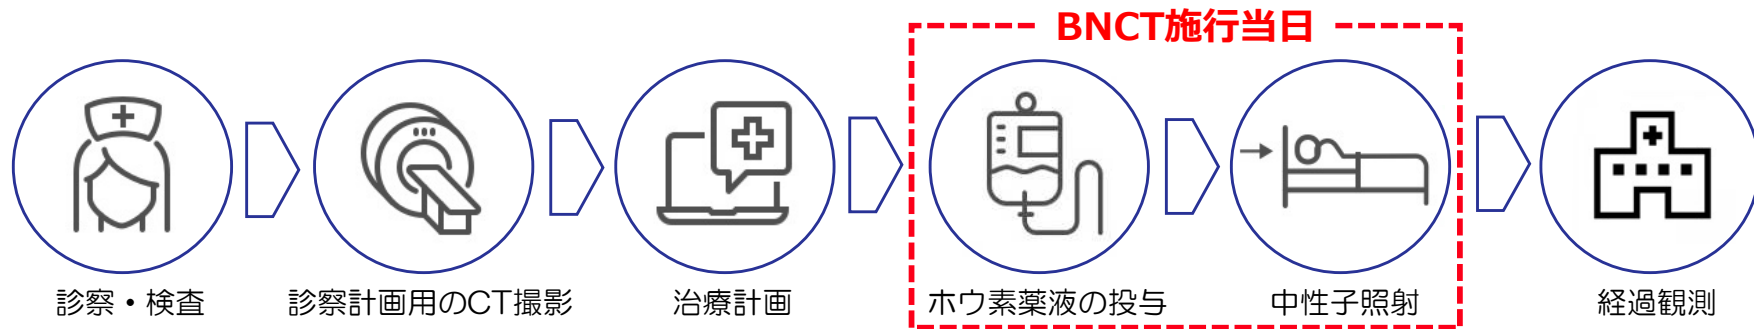 BNCT施行当日
診察・検査
診察計画用のCT撮影
治療計画
ホウ素薬液の投与
中性子照射
経過観測